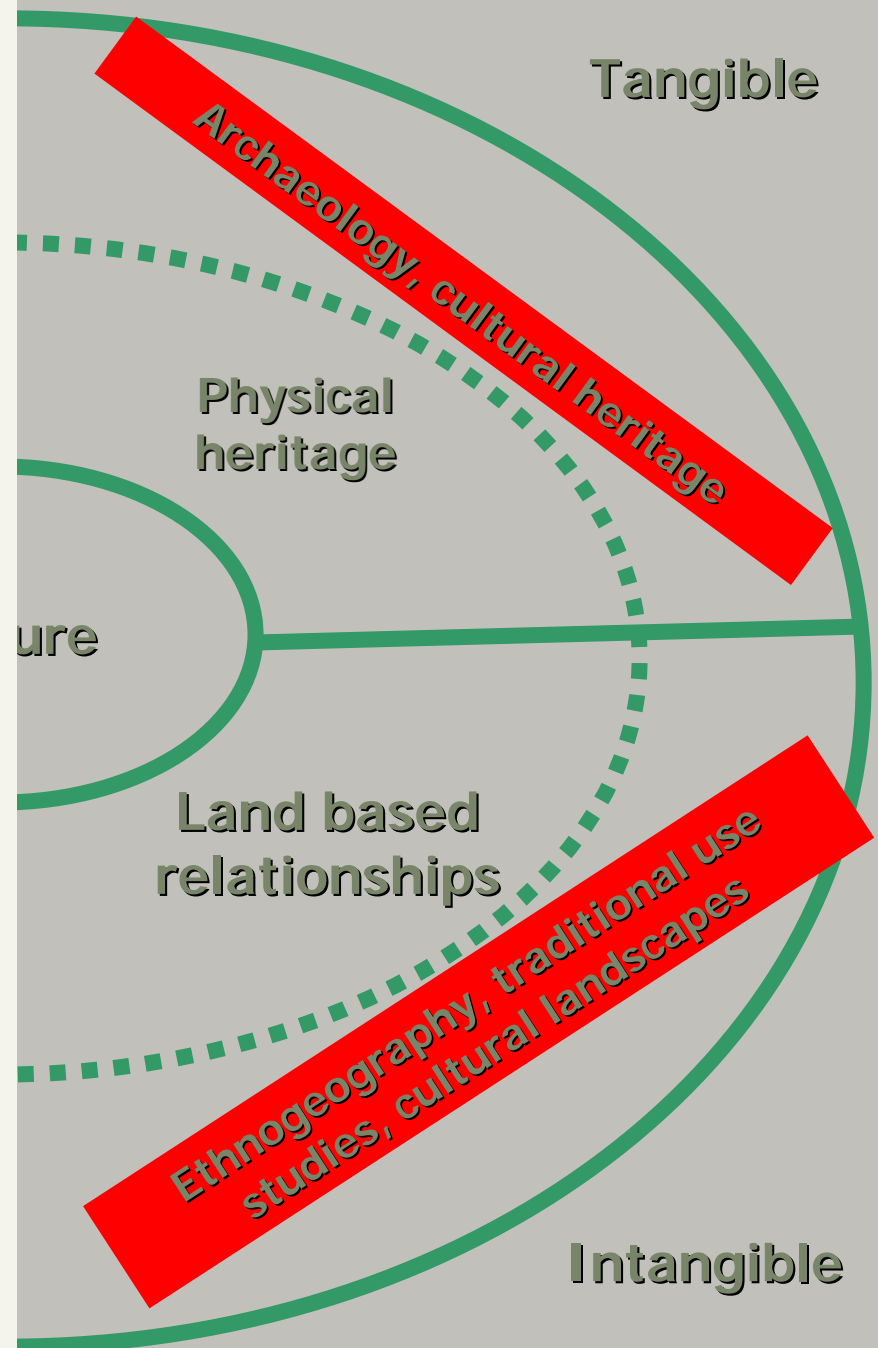 Tangible
Archaeology, cultural heritage
Physical
heritage
ure
Land based
relationships
Ethnogeography, traditional use
studies, cultural landscapes
Intangible